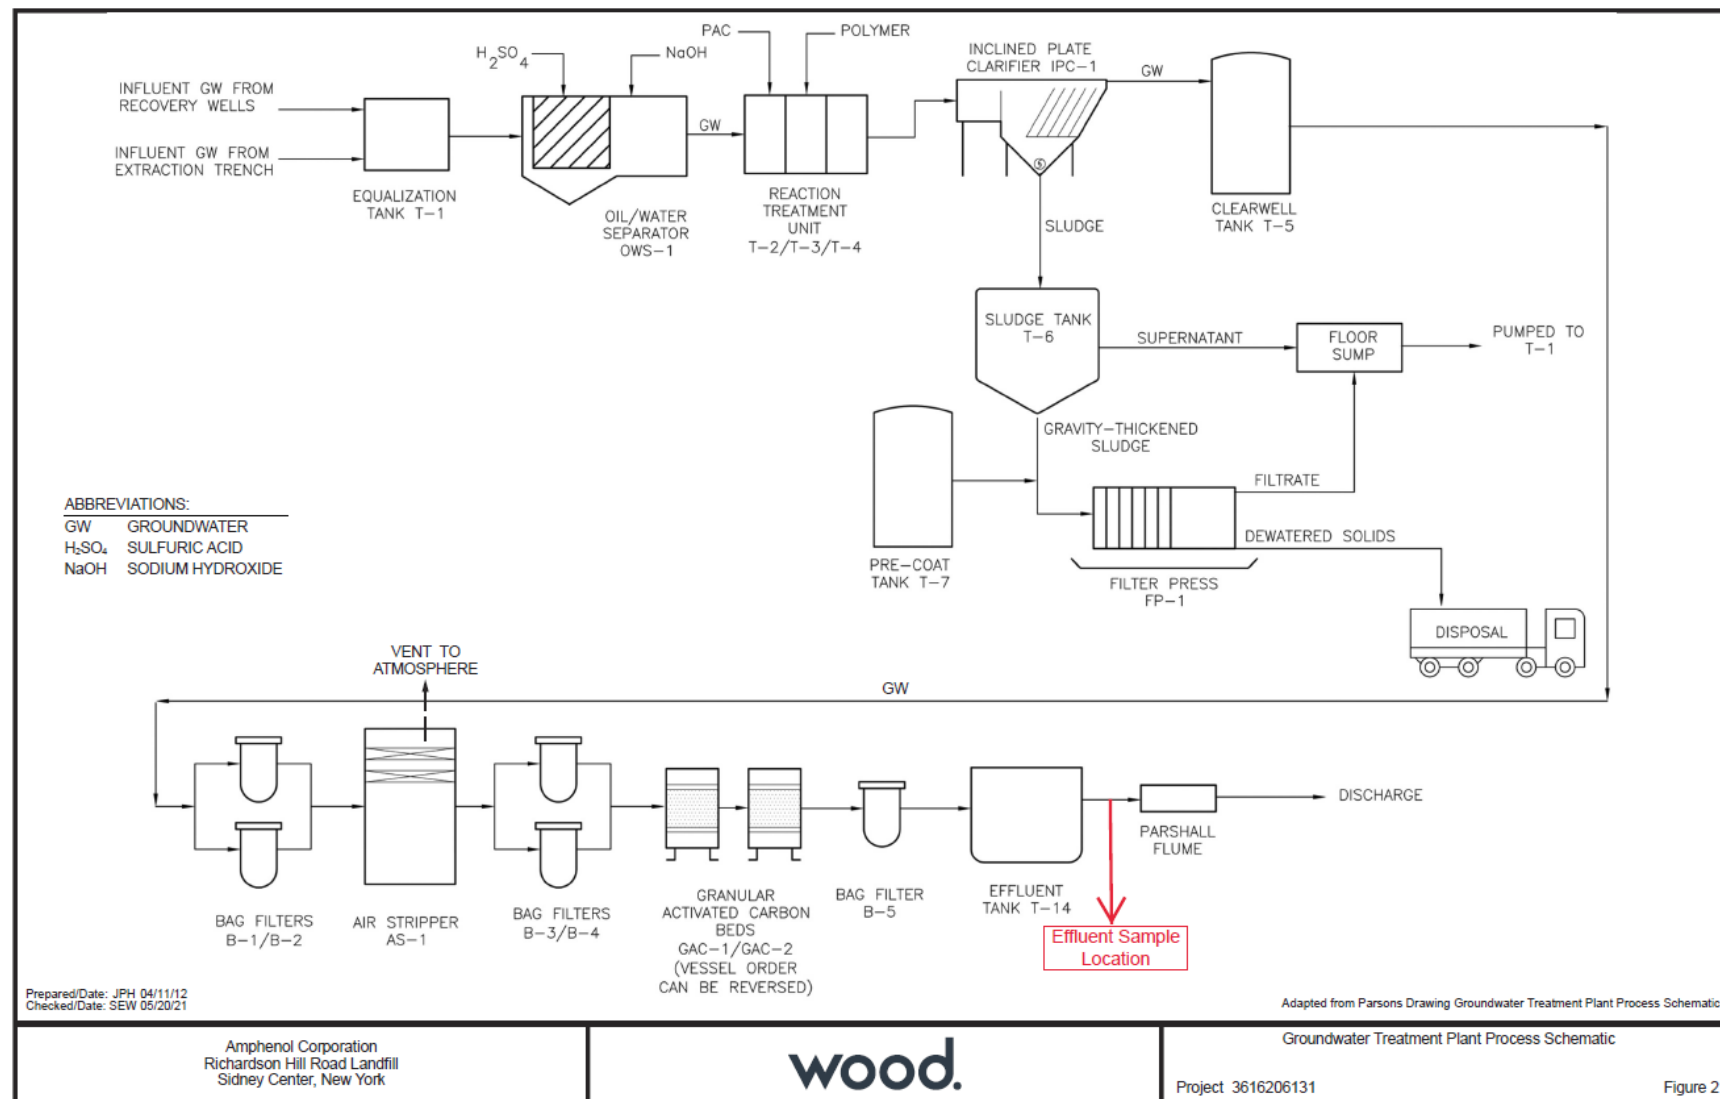 PAC
POLYMER
H₂SO₄
NaOH
INCLINED PLATE
CLARIFIER IPC-1
GW
INFLUENT GW FROM
RECOVERY WELLS
GW
INFLUENT GW FROM
EXTRACTION TRENCH
EQUALIZATION
TANK T-1
OIL/WATER
SEPARATOR
OWS-1
REACTION
TREATMENT
UNIT
T-2/T-3/T-4
S
CLEARWELL
TANK T-5
SLUDGE
SLUDGE TANK
T-6
SUPERNATANT
FLOOR
SUMP
PUMPED TO
T-1
GRAVITY-THICKENED
SLUDGE
FILTRATE
DEWATERED SOLIDS
PRE-COAT
TANK T-7
FILTER PRESS
FP-1
DISPOSAL
ABBREVIATIONS:
GW GROUNDWATER
H₂SO₄ SULFURIC ACID
NaOH SODIUM HYDROXIDE
VENT TO
ATMOSPHERE
GW
BAG FILTERS
B-1/B-2
AIR STRIPPER
AS-1
BAG FILTERS
B-3/B-4
GRANULAR
ACTIVATED CARBON
BEDS
GAC-1/GAC-2
(VESSEL ORDER
CAN BE REVERSED)
BAG FILTER
B-5
EFFLUENT
TANK T-14
PARSHALL
FLUME
DISCHARGE
Effluent Sample
Location
Prepared/Date: JPH 04/11/12
Checked/Date: SEW 05/20/21
Adapted from Parsons Drawing Groundwater Treatment Plant Process Schematic
Amphenol Corporation
Richardson Hill Road Landfill
Sidney Center, New York
wood.
Groundwater Treatment Plant Process Schematic
Project 3616206131
Figure 2